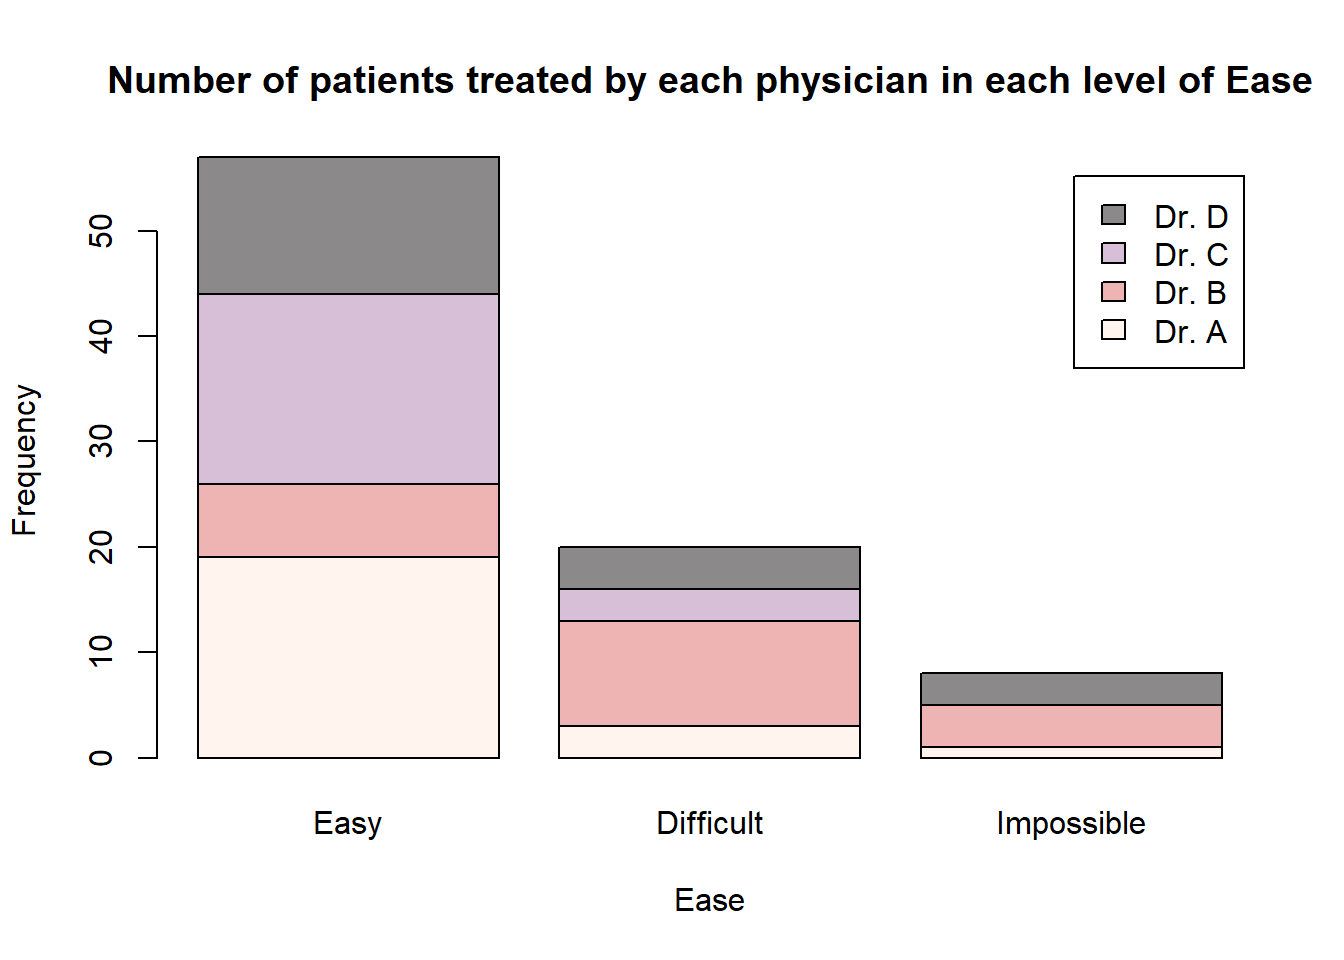 Number of patients treated by each physician in each level of Ease
Dr. D
Dr. C
Dr. B
Dr. A
Frequency
50
40
30
20
10
0
Easy
Difficult
Impossible
Ease